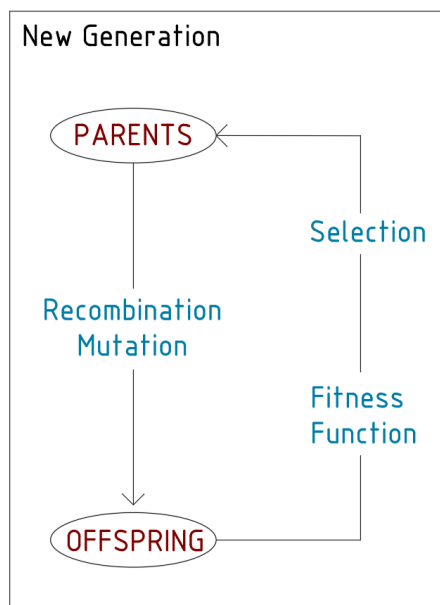 New Generation
PARENTS
Selection
Recombination
Mutation
Fitness
Function
OFFSPRING